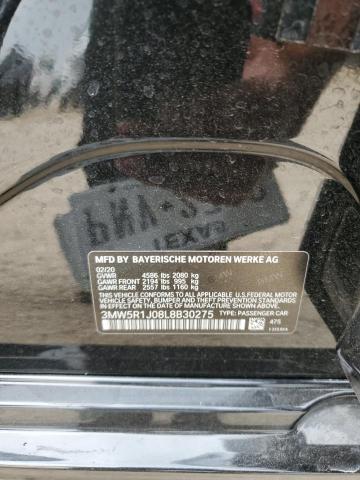 MFD BY BAYERISCHE MOTOREN WERKE AG
02/20
GVWR 4586 lbs 2080 kg
GAWR FRONT 2194 lbs 995 kg
GAWR REAR 2557 lbs 1160 kg
THIS VEHICLE CONFORMS TO ALL APPLICABLE U.S. FEDERAL MOTOR
VEHICLE SAFETY, BUMPER, AND THEFT PREVENTION STANDARDS
IN EFFECT ON THE DATE OF MANUFACTURE SHOWN ABOVE.
3MW5R1J08L8B30275 TYPE: PASSENGER CAR
475